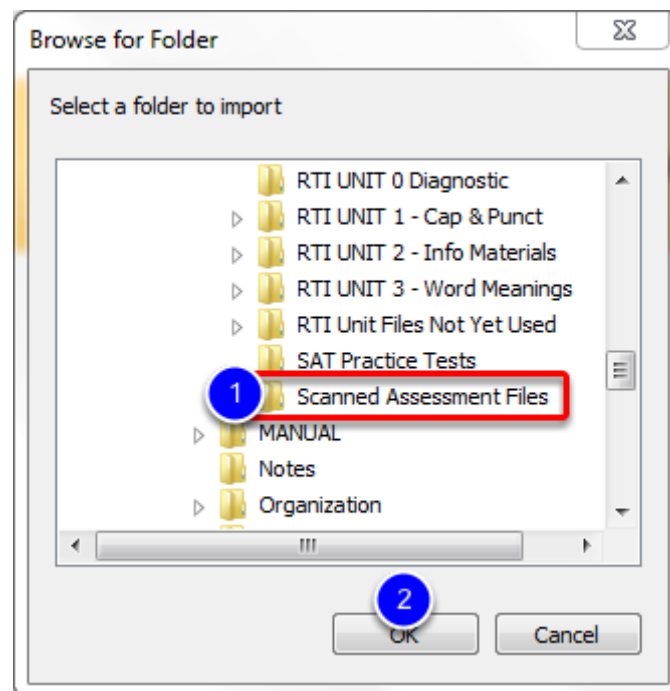 Browse for Folder
Select a folder to import
RTI UNIT 0 Diagnostic
RTI UNIT 1 - Cap & Punct
RTI UNIT 2 - Info Materials
RTI UNIT 3 - Word Meanings
RTI Unit Files Not Yet Used
SAT Practice Tests
1 Scanned Assessment Files
MANUAL
Notes
Organization
2
OK Cancel